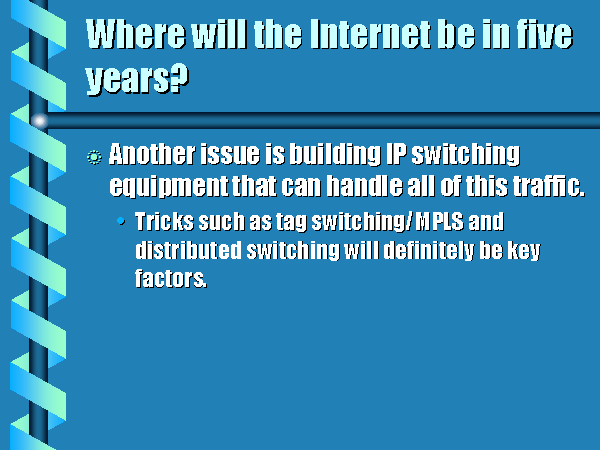 Where will the Internet be in five
years?
Another issue is building IP switching
equipment that can handle all of this traffic.
Tricks such as tag switching/MPLS and
distributed switching will definitely be key
factors.